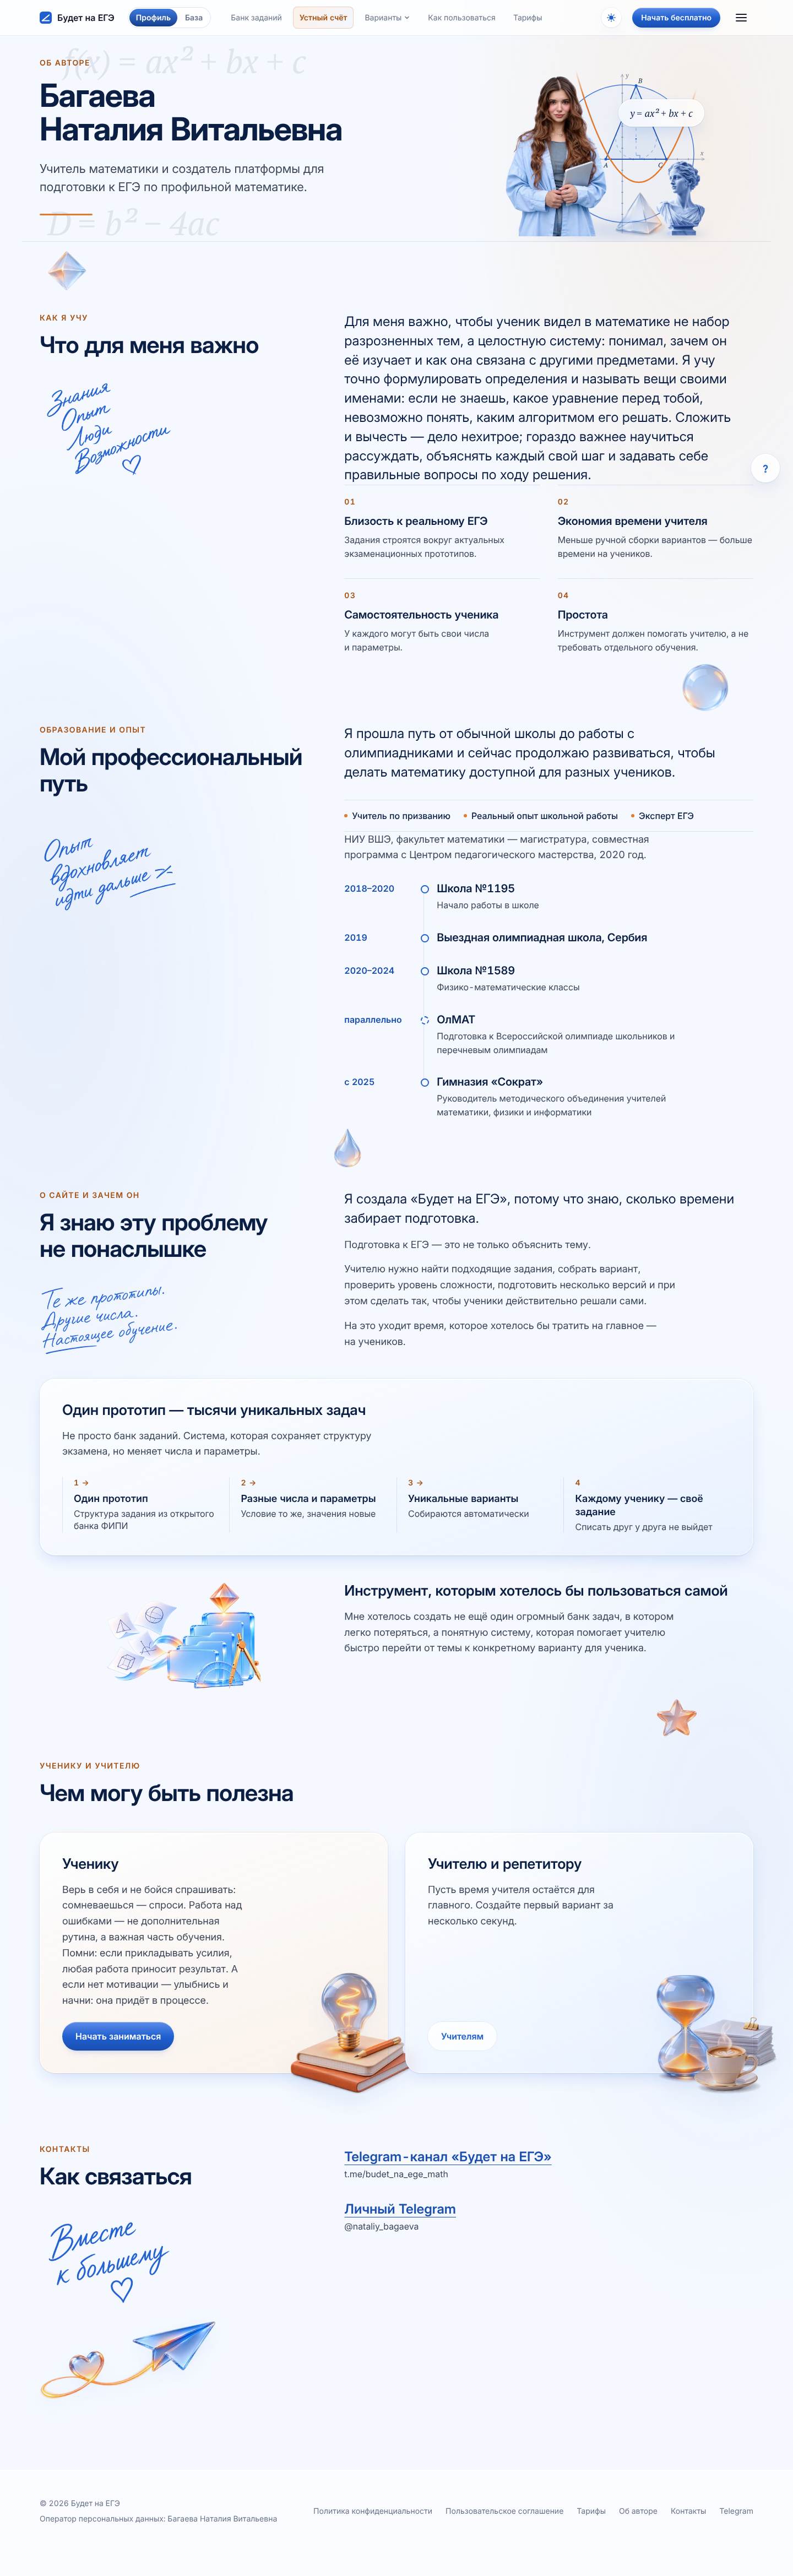 Будет на ЕГЭ
Профиль
База
Банк заданий
Устный счёт
Варианты
Как пользоваться
Тарифы
Начать бесплатно
f(x) = ax² + bx + c
ОБ АВТОРЕ
Багаева
Наталия Витальевна
Учитель математики и создатель платформы для
подготовки к ЕГЭ по профильной математике.
D = b² − 4ac
y
B
y = ax² + bx + c
x
A
C
КАК Я УЧУ
Что для меня важно
Знания
Опыт
Люди
Возможности
Для меня важно, чтобы ученик видел в математике не набор
разрозненных тем, а целостную систему: понимал, зачем он
её изучает и как она связана с другими предметами. Я учу
точно формулировать определения и называть вещи своими
именами: если не знаешь, какое уравнение перед тобой,
невозможно понять, каким алгоритмом его решать. Сложить
и вычесть — дело нехитрое; гораздо важнее научиться
рассуждать, объяснять каждый свой шаг и задавать себе
правильные вопросы по ходу решения.
?
01
Близость к реальному ЕГЭ
Задания строятся вокруг актуальных
экзаменационных прототипов.
02
Экономия времени учителя
Меньше ручной сборки вариантов — больше
времени на учеников.
03
Самостоятельность ученика
У каждого могут быть свои числа
и параметры.
04
Простота
Инструмент должен помогать учителю, а не
требовать отдельного обучения.
ОБРАЗОВАНИЕ И ОПЫТ
Мой профессиональный
путь
Опыт
вдохновляет
идти дальше
Я прошла путь от обычной школы до работы с
олимпиадниками и сейчас продолжаю развиваться, чтобы
делать математику доступной для разных учеников.
Учитель по призванию
Реальный опыт школьной работы
Эксперт ЕГЭ
НИУ ВШЭ, факультет математики — магистратура, совместная
программа с Центром педагогического мастерства, 2020 год.
2018–2020
Школа №1195
Начало работы в школе
2019
Выездная олимпиадная школа, Сербия
2020–2024
Школа №1589
Физико-математические классы
параллельно
ОлМАТ
Подготовка к Всероссийской олимпиаде школьников и
перечневым олимпиадам
с 2025
Гимназия «Сократ»
Руководитель методического объединения учителей
математики, физики и информатики
О САЙТЕ И ЗАЧЕМ ОН
Я знаю эту проблему
не понаслышке
Те же прототипы.
Другие числа.
Настоящее обучение.
Я создала «Будет на ЕГЭ», потому что знаю, сколько времени
забирает подготовка.
Подготовка к ЕГЭ — это не только объяснить тему.
Учителю нужно найти подходящие задания, собрать вариант,
проверить уровень сложности, подготовить несколько версий и при
этом сделать так, чтобы ученики действительно решали сами.
На это уходит время, которое хотелось бы тратить на главное —
на учеников.
Один прототип — тысячи уникальных задач
Не просто банк заданий. Система, которая сохраняет структуру
экзамена, но меняет числа и параметры.
1 →
Один прототип
Структура задания из открытого
банка ФИПИ
2 →
Разные числа и параметры
Условие то же, значения новые
3 →
Уникальные варианты
Собираются автоматически
4
Каждому ученику — своё
задание
Списать друг у друга не выйдет
Инструмент, которым хотелось бы пользоваться самой
Мне хотелось создать не ещё один огромный банк задач, в котором
легко потеряться, а понятную систему, которая помогает учителю
быстро перейти от темы к конкретному варианту для ученика.
УЧЕНИКУ И УЧИТЕЛЮ
Чем могу быть полезна
Ученику
Верь в себя и не бойся спрашивать:
сомневаешься — спроси. Работа над
ошибками — не дополнительная
рутина, а важная часть обучения.
Помни: если прикладывать усилия,
любая работа приносит результат. А
если нет мотивации — улыбнись и
начни: она придёт в процессе.
Начать заниматься
Учителю и репетитору
Пусть время учителя остаётся для
главного. Создайте первый вариант за
несколько секунд.
Учителям
КОНТАКТЫ
Как связаться
Вместе
к большему
Telegram-канал «Будет на ЕГЭ»
t.me/budet_na_ege_math
Личный Telegram
@nataliy_bagaeva
© 2026 Будет на ЕГЭ
Оператор персональных данных: Багаева Наталия Витальевна
Политика конфиденциальности
Пользовательское соглашение
Тарифы
Об авторе
Контакты
Telegram